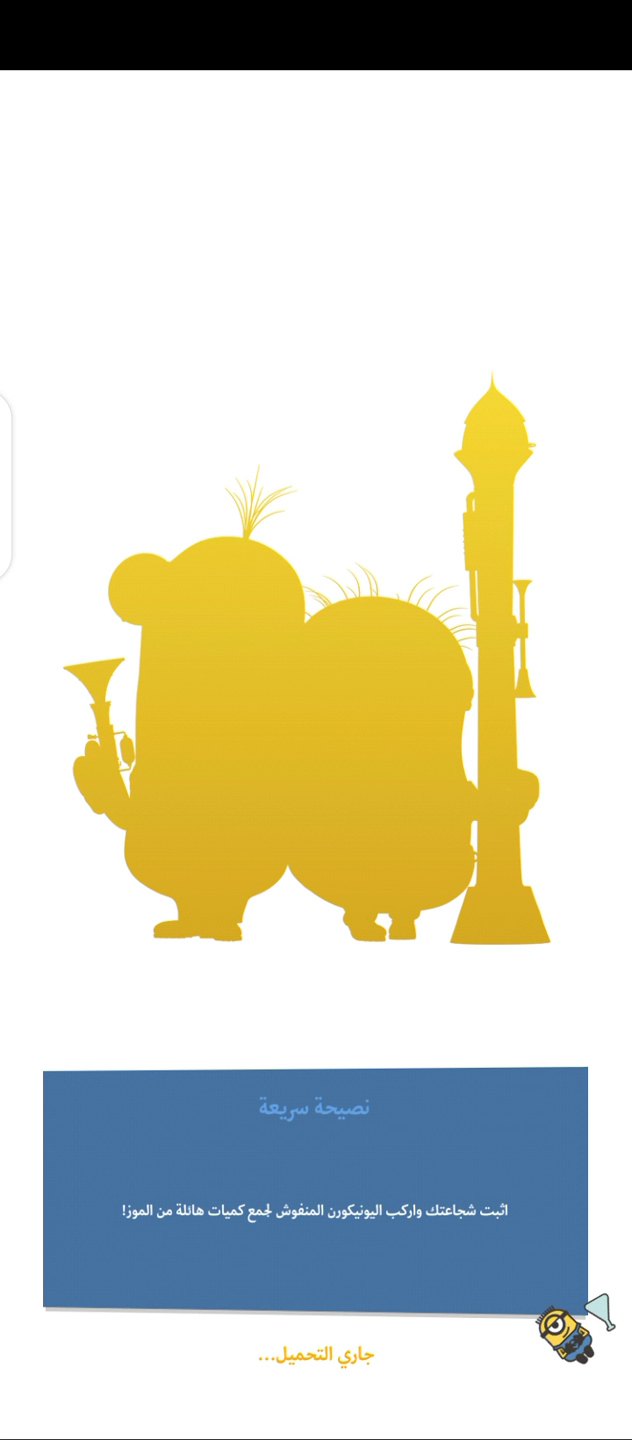 نصيحة سريعة
اثبت شجاعتك واركب اليونيكورن المنفوش لجمع كميات هائلة من الموز!
جاري التحميل...